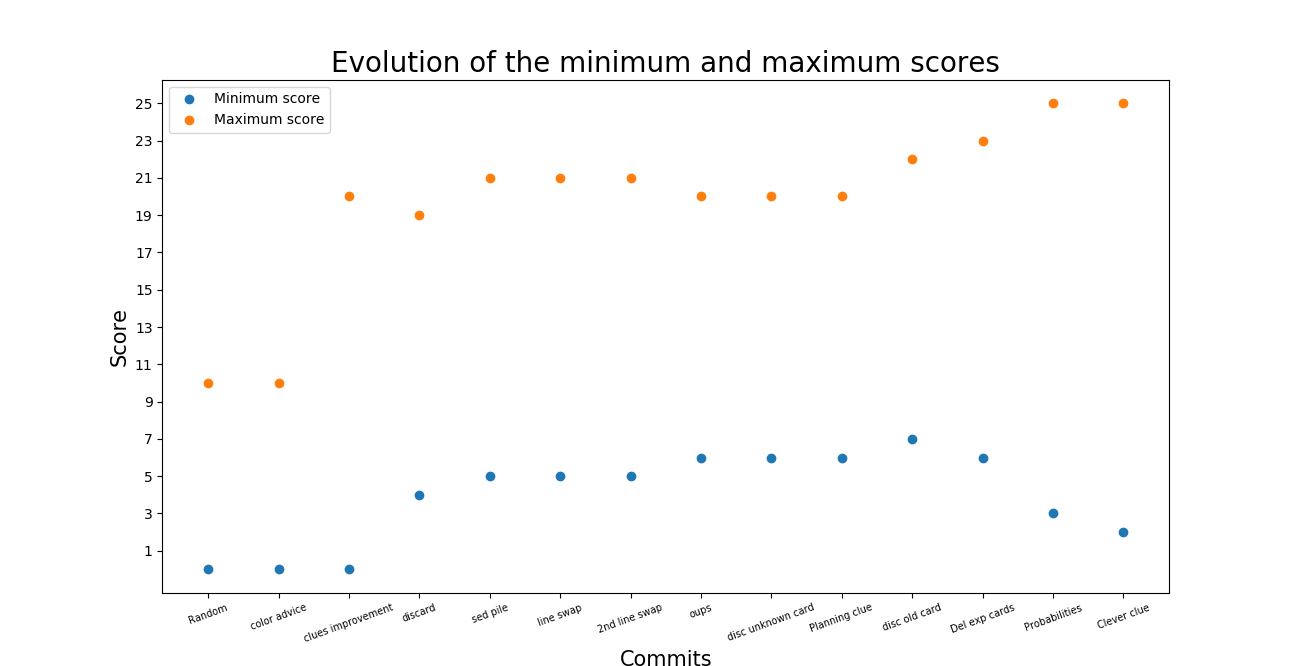 Evolution of the minimum and maximum scores
Minimum score
Maximum score
25
23
21
19
17
15
13
11
9
7
5
3
1
Score
Random
color advice
clues improvement
discard
sed pile
line swap
2nd line swap
oups
disc unknown card
Planning clue
disc old card
Del exp cards
Probabilities
Clever clue
Commits